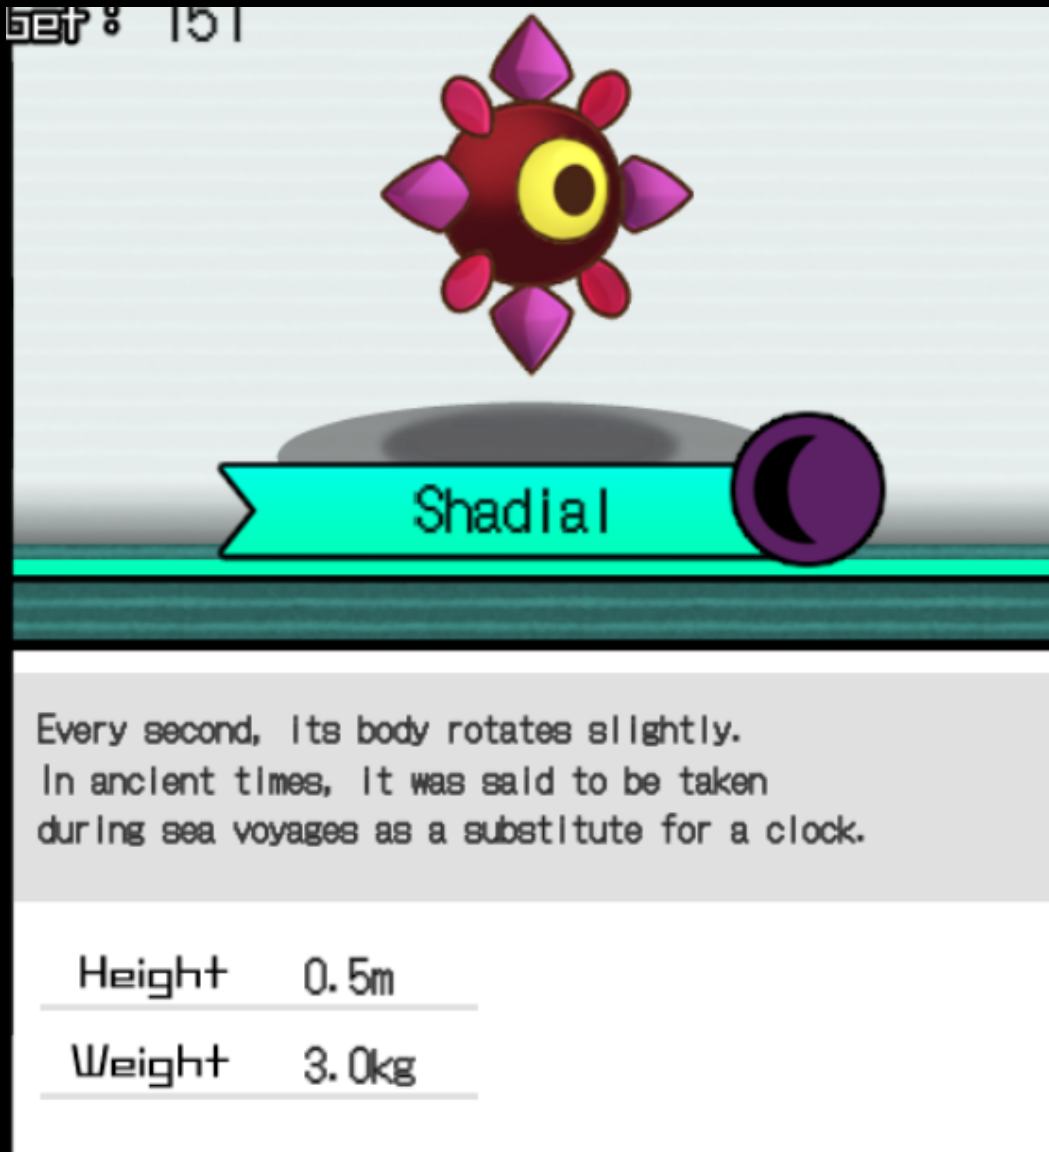 Get: 151
Shadial
Every second, its body rotates slightly.
In ancient times, it was said to be taken
during sea voyages as a substitute for a clock.
Height 0.5m
Weight 3.0kg